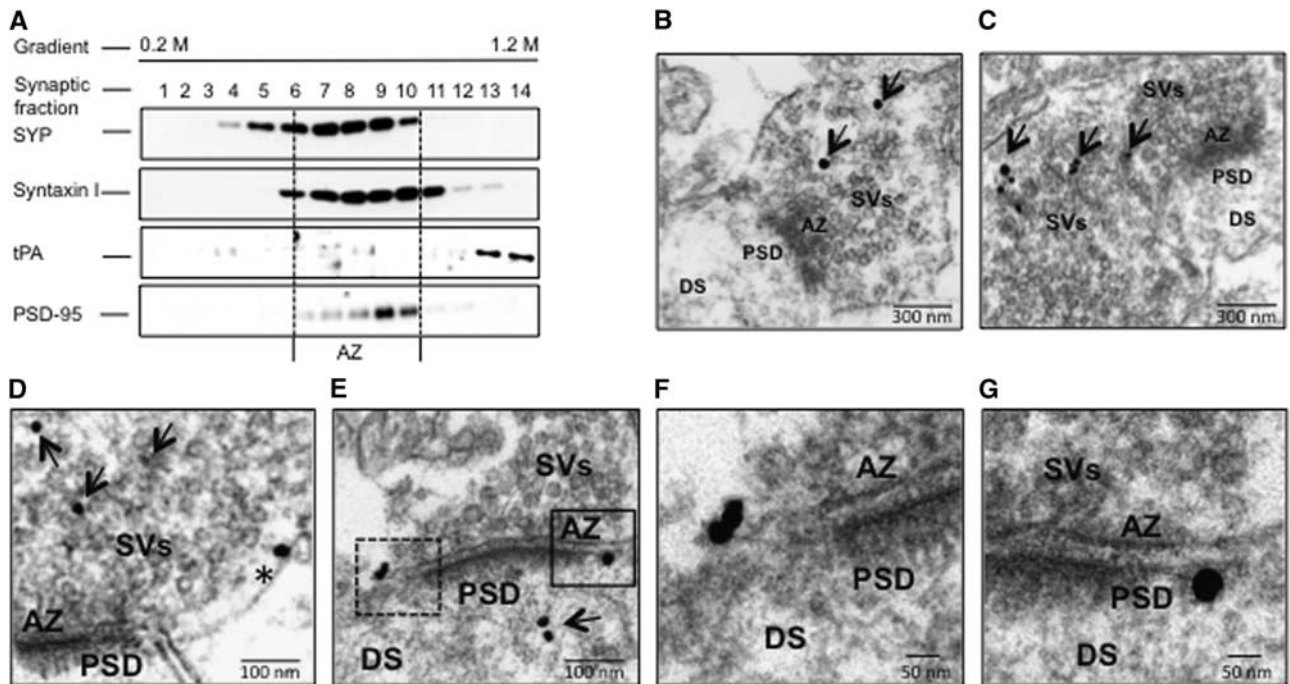 A
Gradient 0.2 M 1.2 M
Synaptic fraction 1 2 3 4 5 6 7 8 9 10 11 12 13 14
SYP
Syntaxin I
tPA
PSD-95
AZ
B
SVs
AZ
PSD
DS
300 nm
C
SVs
AZ
PSD
SVs
DS
300 nm
D
SVs
*
AZ
PSD
100 nm
E
SVs
AZ
PSD
DS
100 nm
F
AZ
PSD
DS
50 nm
G
SVs
AZ
PSD
DS
50 nm